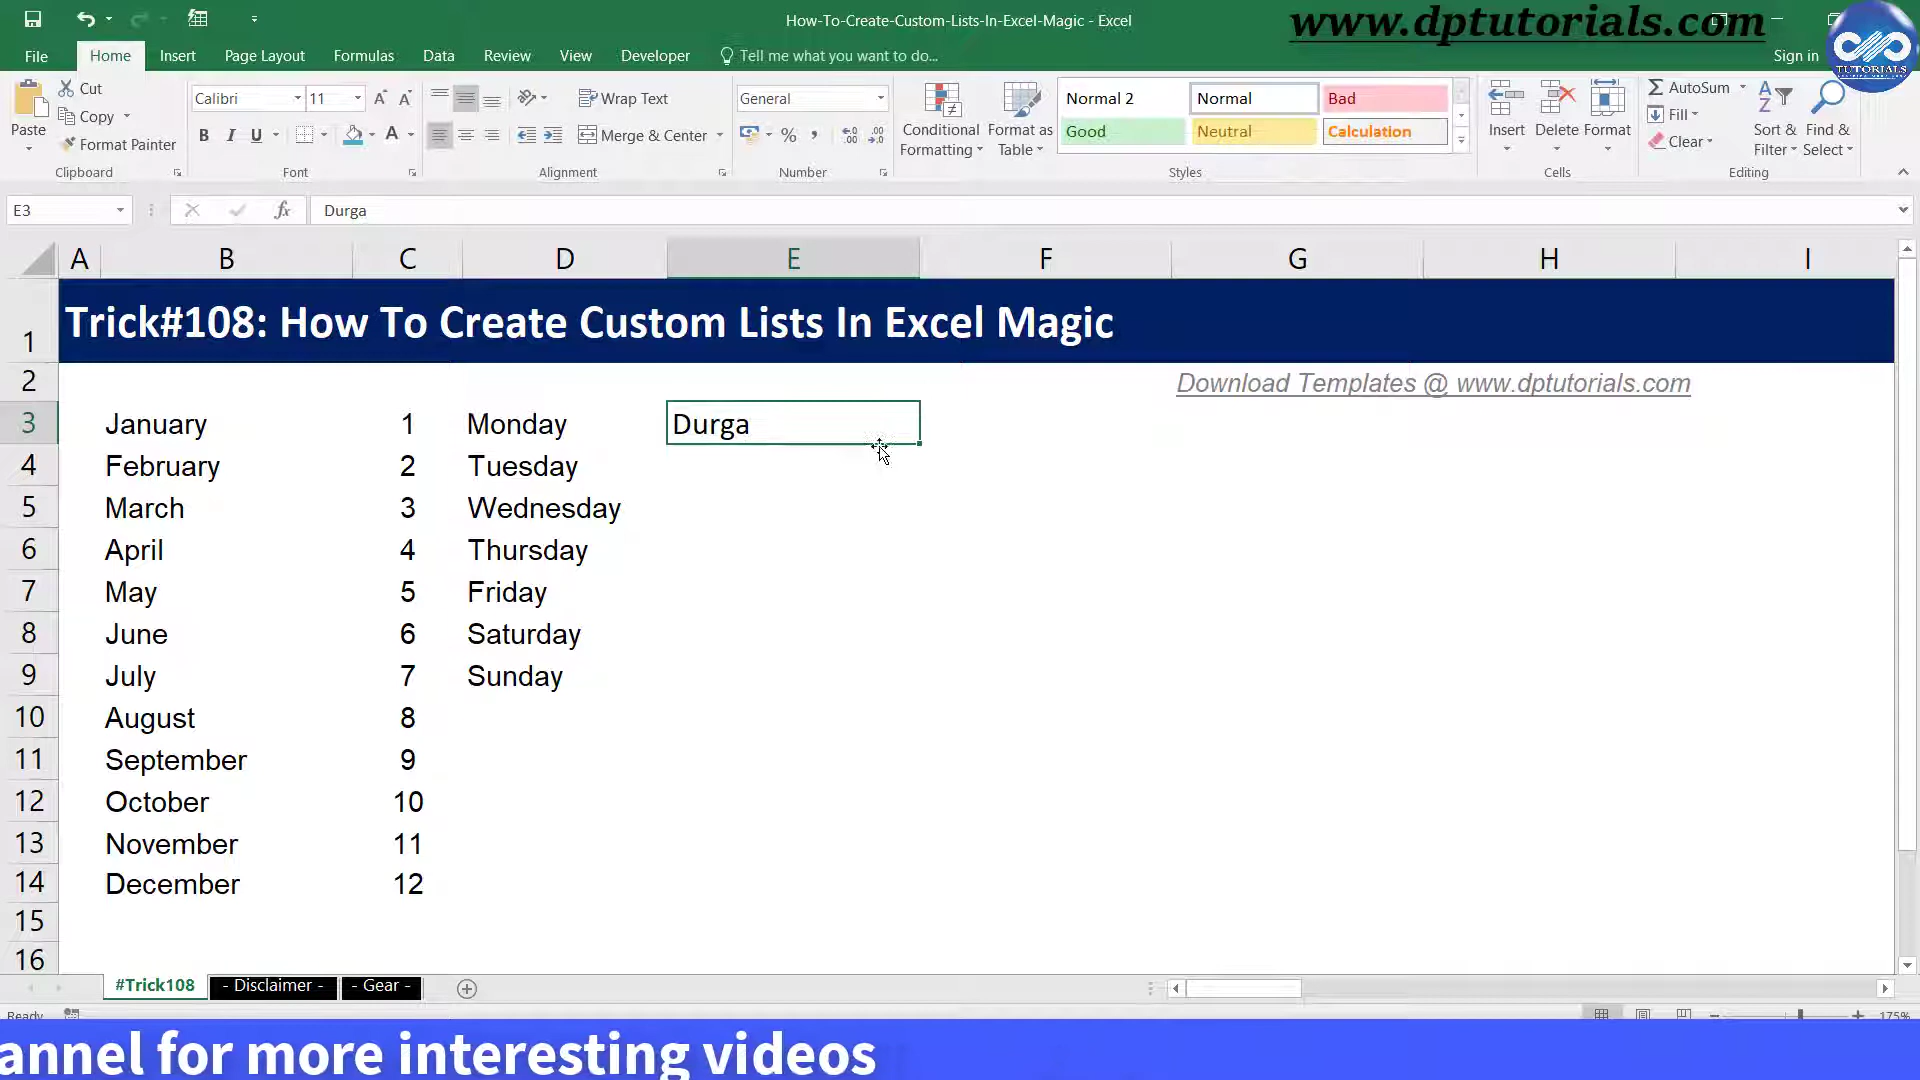 How-To-Create-Custom-Lists-In-Excel-Magic - Excel
www.dptutorials.com
TUTORIALS
File Home Insert Page Layout Formulas Data Review View Developer Tell me what you want to do... Sign in
Paste
Cut
Copy
Format Painter
Clipboard
Calibri 11
B I U
Font
Wrap Text
Merge & Center
Alignment
General
Number
Conditional Formatting
Format as Table
Normal 2 Normal Bad
Good Neutral Calculation
Styles
Insert Delete Format
Cells
AutoSum
Fill
Clear
Sort & Filter
Find & Select
Editing
E3 fx Durga
A B C D E F G H I
1 Trick#108: How To Create Custom Lists In Excel Magic
2 Download Templates @ www.dptutorials.com
3 January 1 Monday Durga
4 February 2 Tuesday
5 March 3 Wednesday
6 April 4 Thursday
7 May 5 Friday
8 June 6 Saturday
9 July 7 Sunday
10 August 8
11 September 9
12 October 10
13 November 11
14 December 12
15
16
#Trick108 - Disclaimer - - Gear -
Ready 175%
annel for more interesting videos